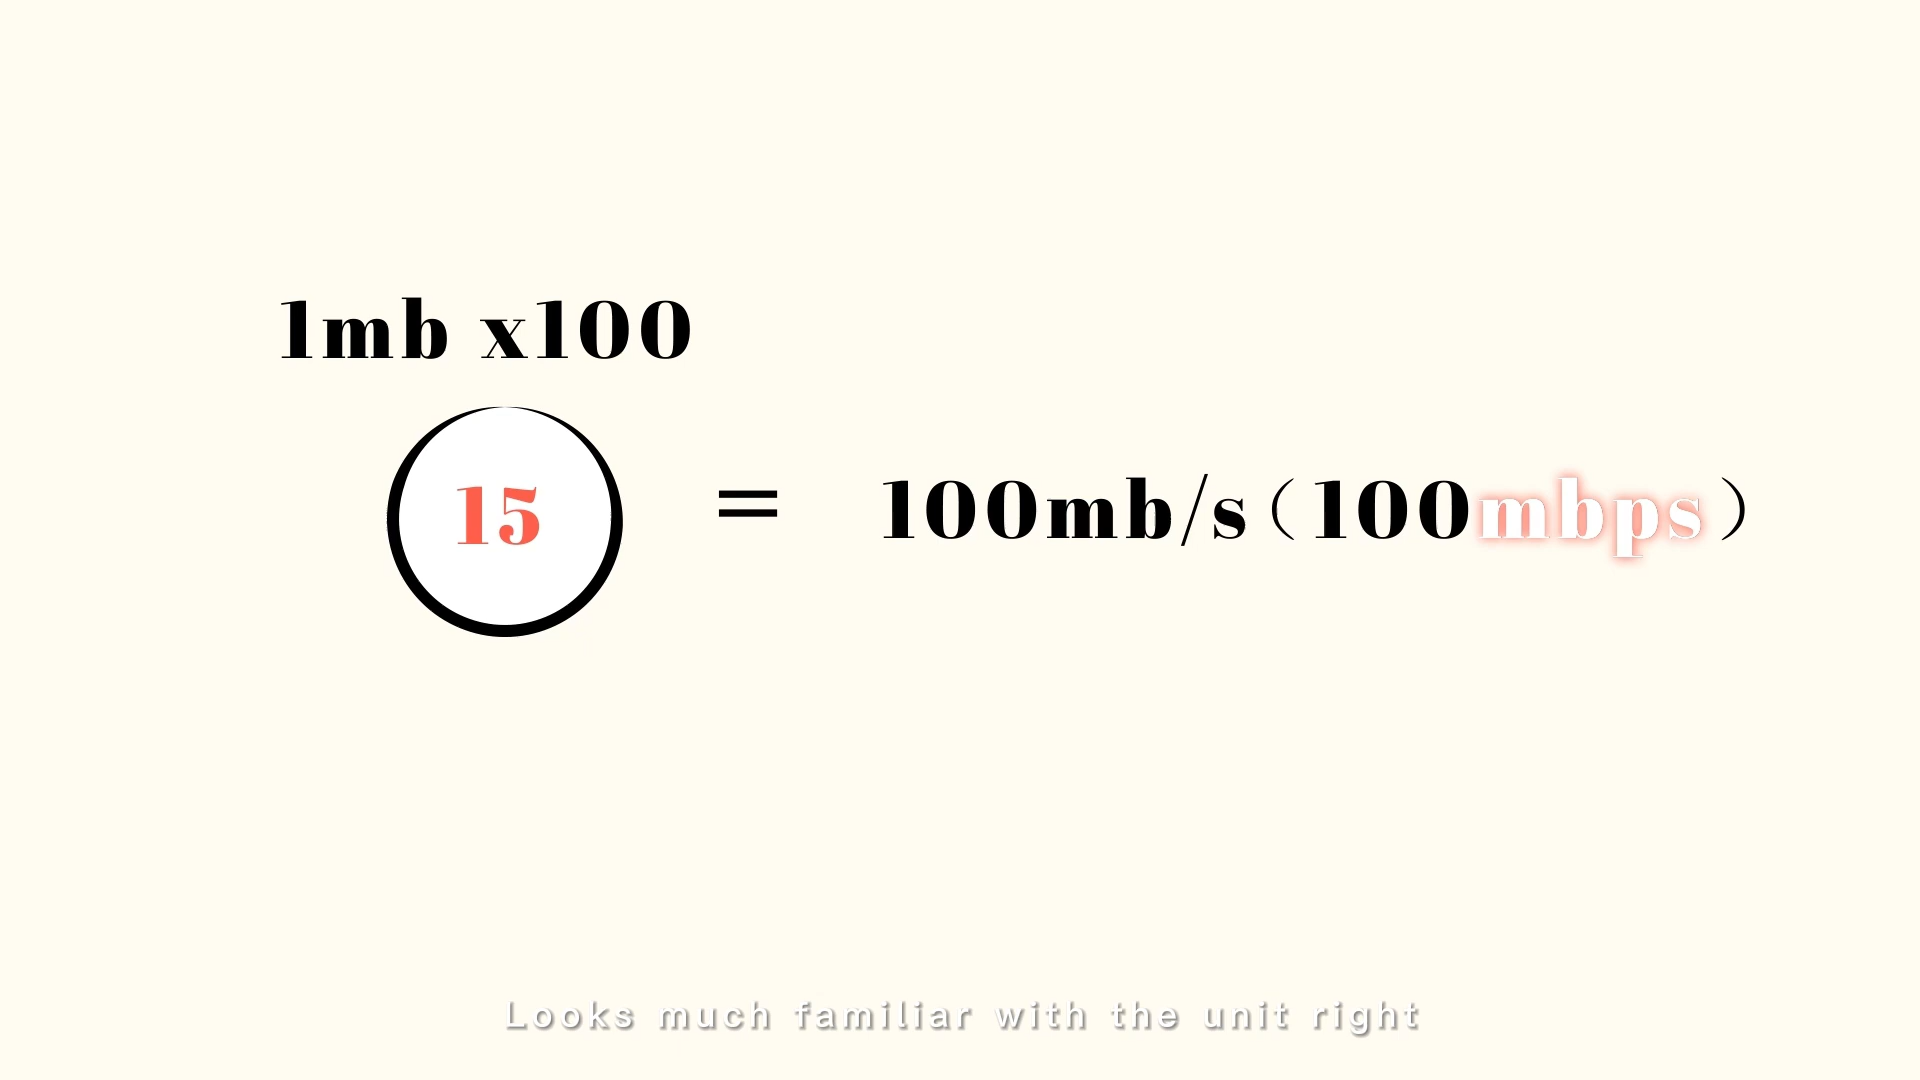 1mb x100
15
=
100mb/s（100mbps）
Looks much familiar with the unit right